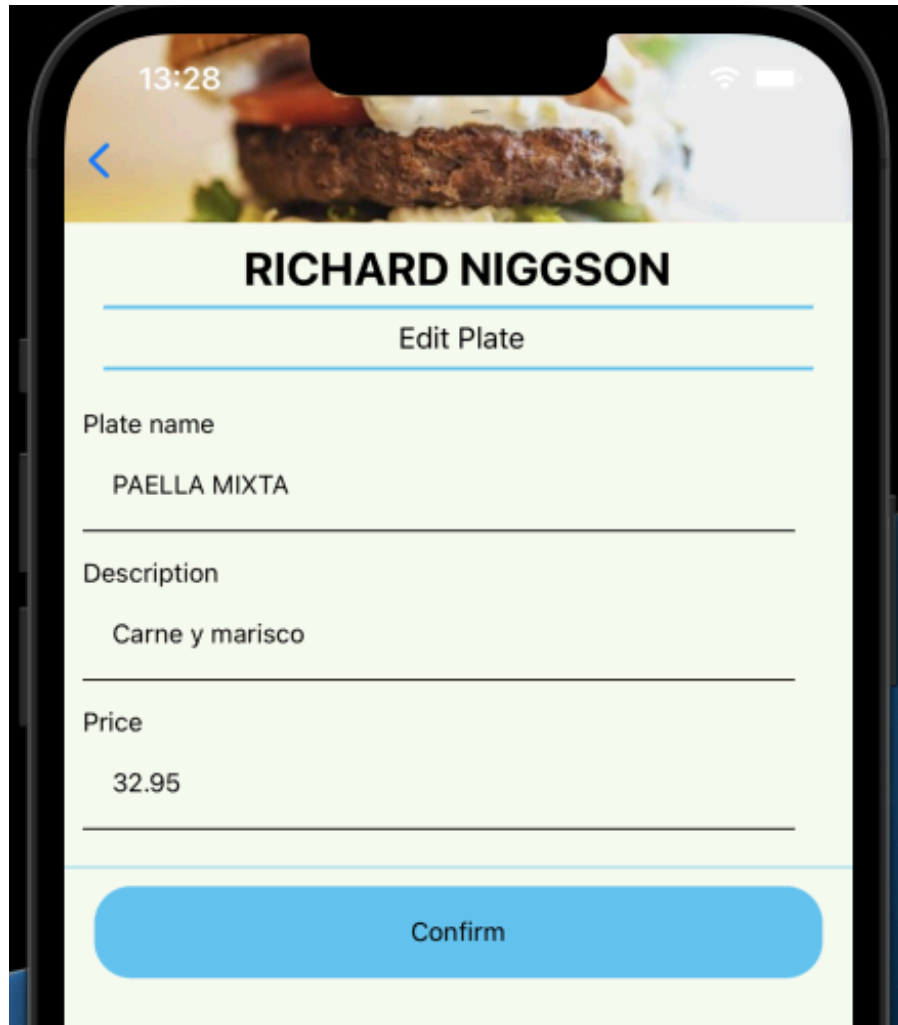 13:28
RICHARD NIGGSON
Edit Plate
Plate name
PAELLA MIXTA
Description
Carne y marisco
Price
32.95
Confirm